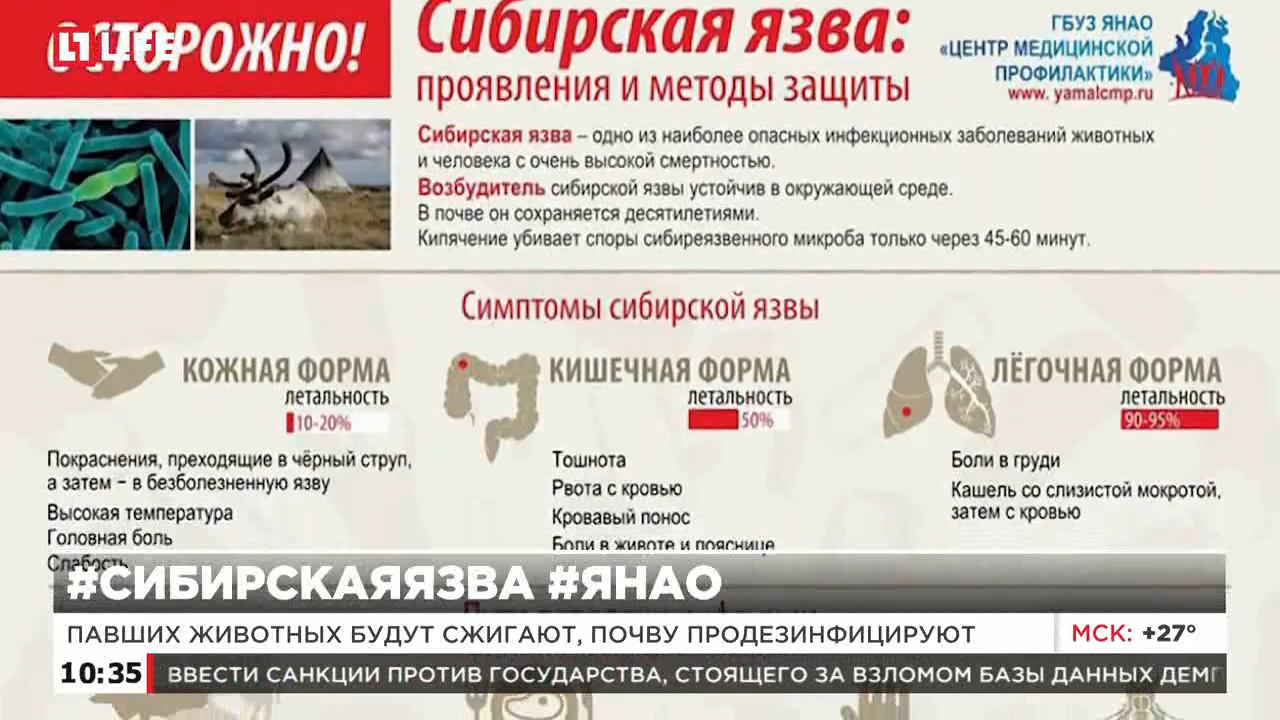 ОСТОРОЖНО!
LIFE
Сибирская язва:
проявления и методы защиты
ГБУЗ ЯНАО
«ЦЕНТР МЕДИЦИНСКОЙ
ПРОФИЛАКТИКИ»
www. yamalcmp.ru
Сибирская язва – одно из наиболее опасных инфекционных заболеваний животных
и человека с очень высокой смертностью.
Возбудитель сибирской язвы устойчив в окружающей среде.
В почве он сохраняется десятилетиями.
Кипячение убивает споры сибиреязвенного микроба только через 45-60 минут.
Симптомы сибирской язвы
КОЖНАЯ ФОРМА
летальность
10-20%
Покраснения, преходящие в чёрный струп,
а затем – в безболезненную язву
Высокая температура
Головная боль
Слабость
КИШЕЧНАЯ ФОРМА
летальность
50%
Тошнота
Рвота с кровью
Кровавый понос
Боли в животе и пояснице
ЛЁГОЧНАЯ ФОРМА
летальность
90-95%
Боли в груди
Кашель со слизистой мокротой,
затем с кровью
#СИБИРСКАЯЯЗВА #ЯНАО
ПАВШИХ ЖИВОТНЫХ БУДУТ СЖИГАЮТ, ПОЧВУ ПРОДЕЗИНФИЦИРУЮТ
МСК: +27°
10:35
ВВЕСТИ САНКЦИИ ПРОТИВ ГОСУДАРСТВА, СТОЯЩЕГО ЗА ВЗЛОМОМ БАЗЫ ДАННЫХ